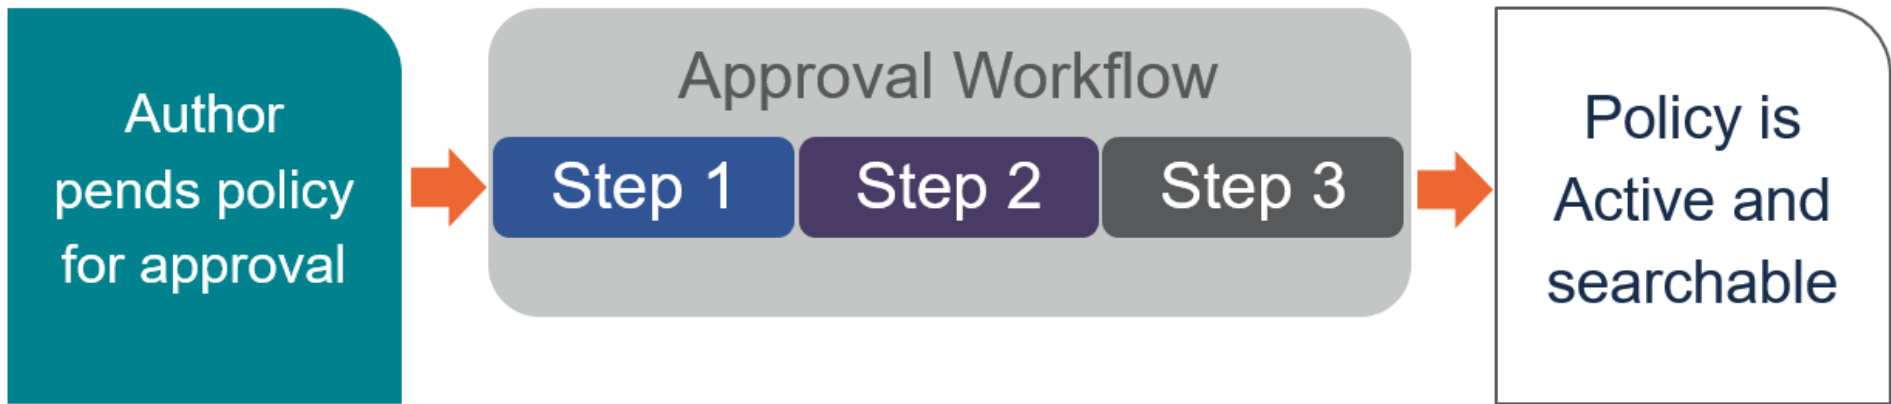 Author
pends policy
for approval
Approval Workflow
Step 1
Step 2
Step 3
Policy is
Active and
searchable